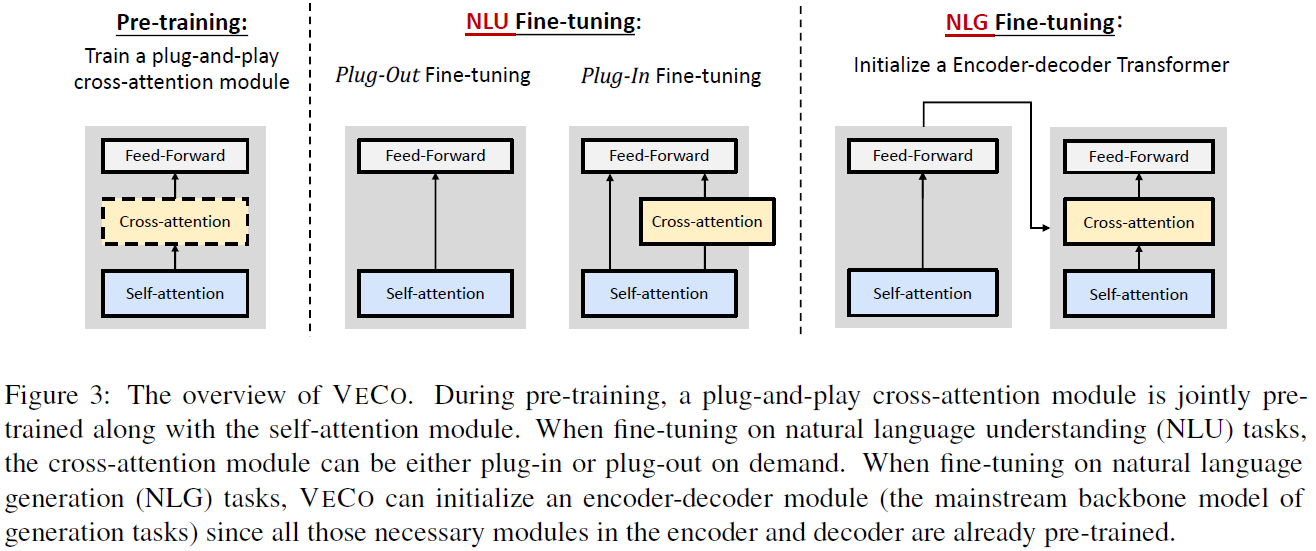 Pre-training:
Train a plug-and-play
cross-attention module
Feed-Forward
Cross-attention
Self-attention
NLU Fine-tuning:
Plug-Out Fine-tuning
Feed-Forward
Self-attention
Plug-In Fine-tuning
Feed-Forward
Cross-attention
Self-attention
NLG Fine-tuning:
Initialize a Encoder-decoder Transformer
Feed-Forward
Self-attention
Feed-Forward
Cross-attention
Self-attention
Figure 3: The overview of VECO. During pre-training, a plug-and-play cross-attention module is jointly pre-
trained along with the self-attention module. When fine-tuning on natural language understanding (NLU) tasks,
the cross-attention module can be either plug-in or plug-out on demand. When fine-tuning on natural language
generation (NLG) tasks, VECO can initialize an encoder-decoder module (the mainstream backbone model of
generation tasks) since all those necessary modules in the encoder and decoder are already pre-trained.